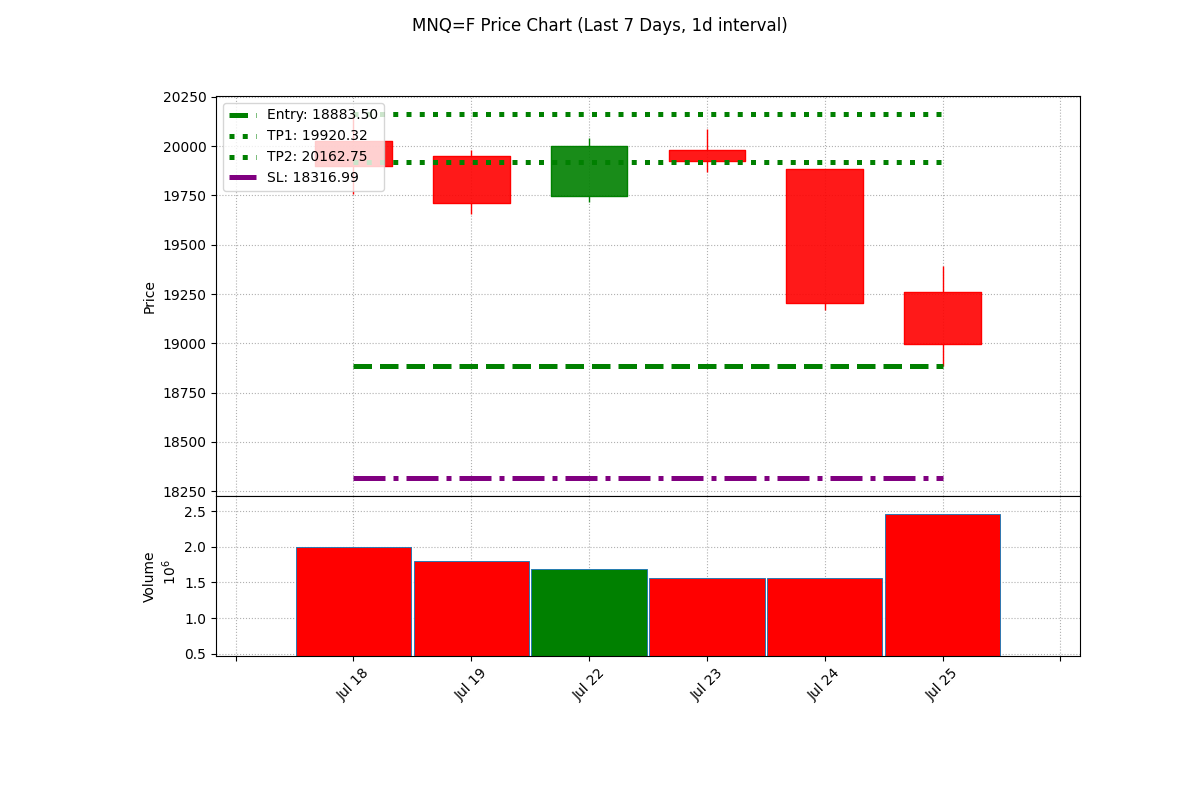 MNQ=F Price Chart (Last 7 Days, 1d interval)
Entry: 18883.50
TP1: 19920.32
TP2: 20162.75
SL: 18316.99
20250
20000
19750
19500
19250
19000
18750
18500
18250
Price
2.5
2.0
1.5
1.0
0.5
Volume
10^6
Jul 18
Jul 19
Jul 22
Jul 23
Jul 24
Jul 25